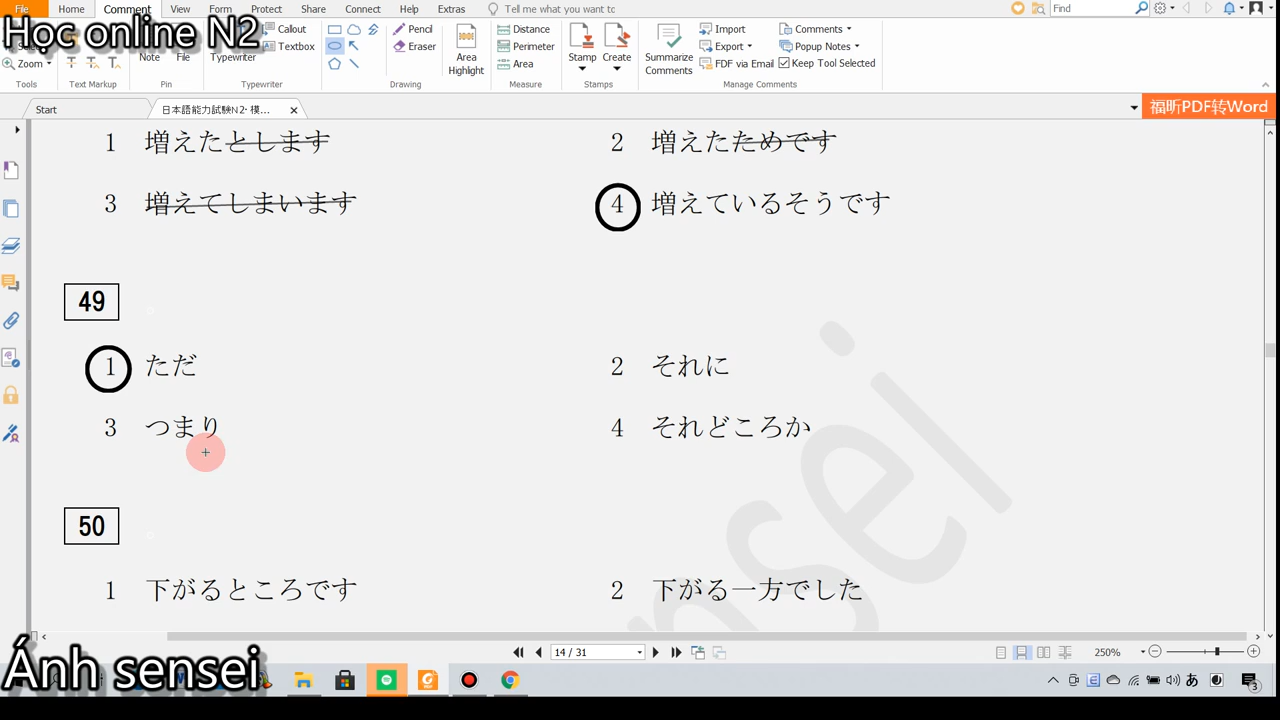 File Home Comment View Form Protect Share Connect Help Extras Tell me what you want to Find
Học online N2
Zoom Note File Typewriter Callout Textbox Pencil Eraser Area Highlight Distance Perimeter Area Stamp Create Summarize Comments Import Export FDF via Email Comments Popup Notes Keep Tool Selected
Tools Text Markup Pin Typewriter Drawing Measure Stamps Manage Comments
Start 日本語能力試験N2- 模... 福昕PDF转Word
1 増えたとします 2 増えたためです
3 増えてしまいます 4 増えているそうです
49
1 ただ 2 それに
3 つまり 4 それどころか
50
1 下がるところです 2 下がる一方でした
nsei
14 / 31 250%
Ánh sensei
あ 3